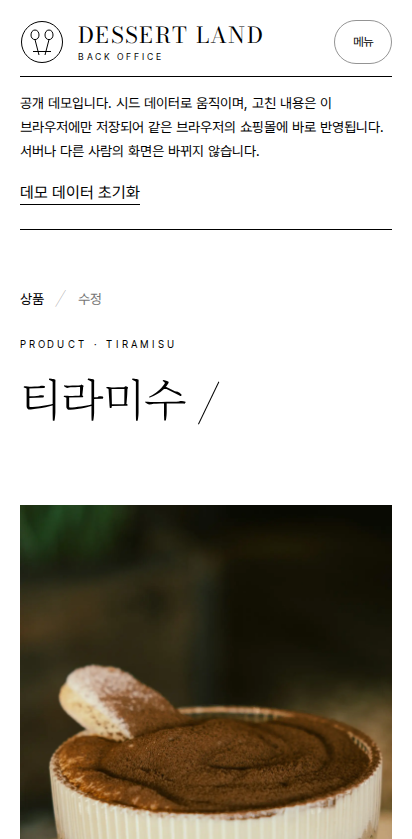 DESSERT LAND
BACK OFFICE
메뉴
공개 데모입니다. 시드 데이터로 움직이며, 고친 내용은 이
브라우저에만 저장되어 같은 브라우저의 쇼핑몰에 바로 반영됩니다.
서버나 다른 사람의 화면은 바뀌지 않습니다.
데모 데이터 초기화
상품 / 수정
PRODUCT · TIRAMISU
티라미수 /